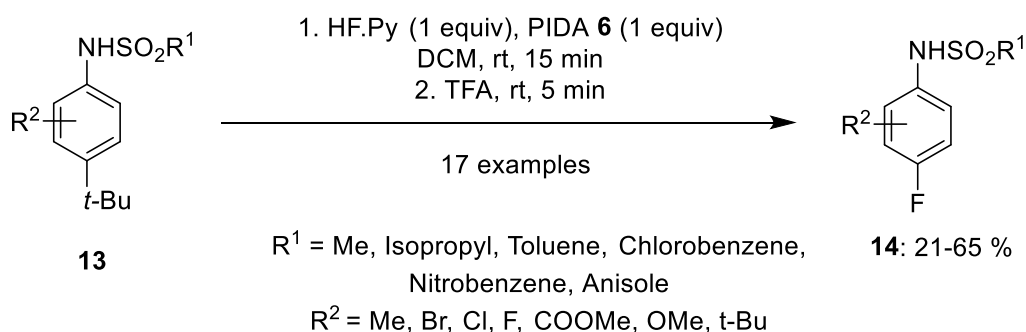 1. HF.Py (1 equiv), PIDA 6 (1 equiv)
DCM, rt, 15 min
2. TFA, rt, 5 min
17 examples
NHSO₂R¹
R²
t-Bu
13
NHSO₂R¹
R²
F
14: 21-65 %
R¹ = Me, Isopropyl, Toluene, Chlorobenzene,
Nitrobenzene, Anisole
R² = Me, Br, Cl, F, COOMe, OMe, t-Bu